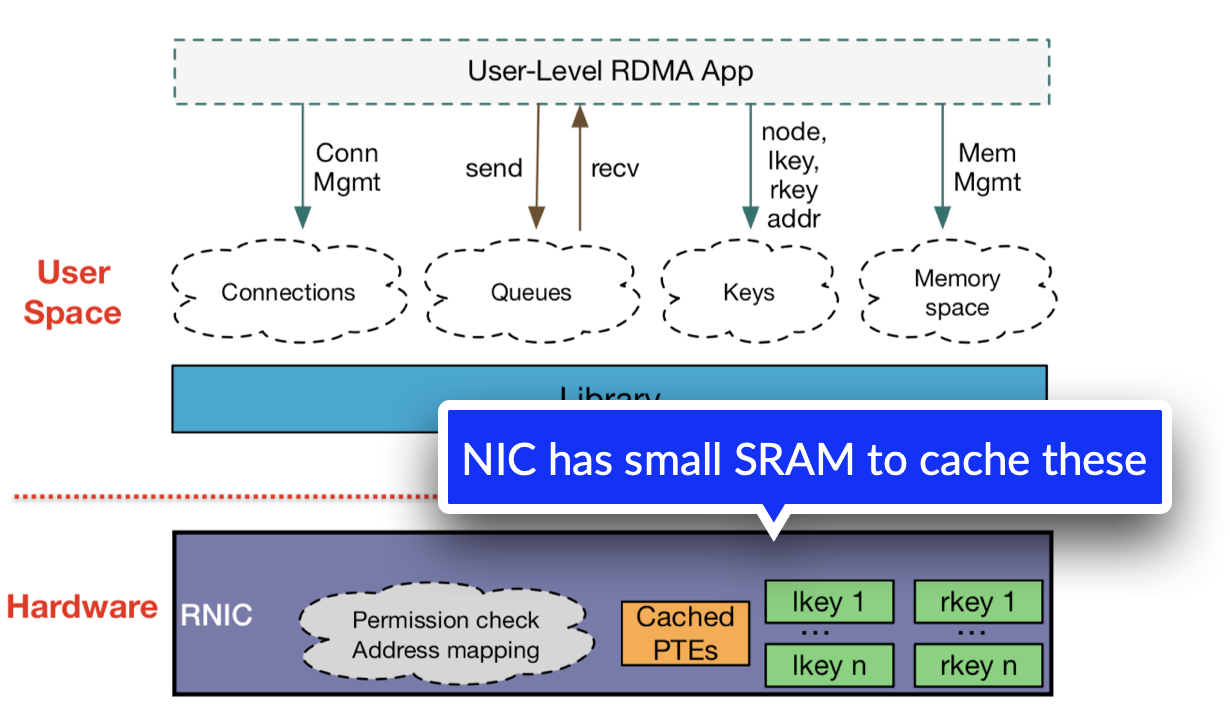 User-Level RDMA App
Conn
Mgmt
send
recv
node,
lkey,
rkey
addr
Mem
Mgmt
User
Space
Connections
Queues
Keys
Memory
space
Library
NIC has small SRAM to cache these
Hardware
RNIC
Permission check
Address mapping
Cached
PTEs
lkey 1
...
lkey n
rkey 1
...
rkey n